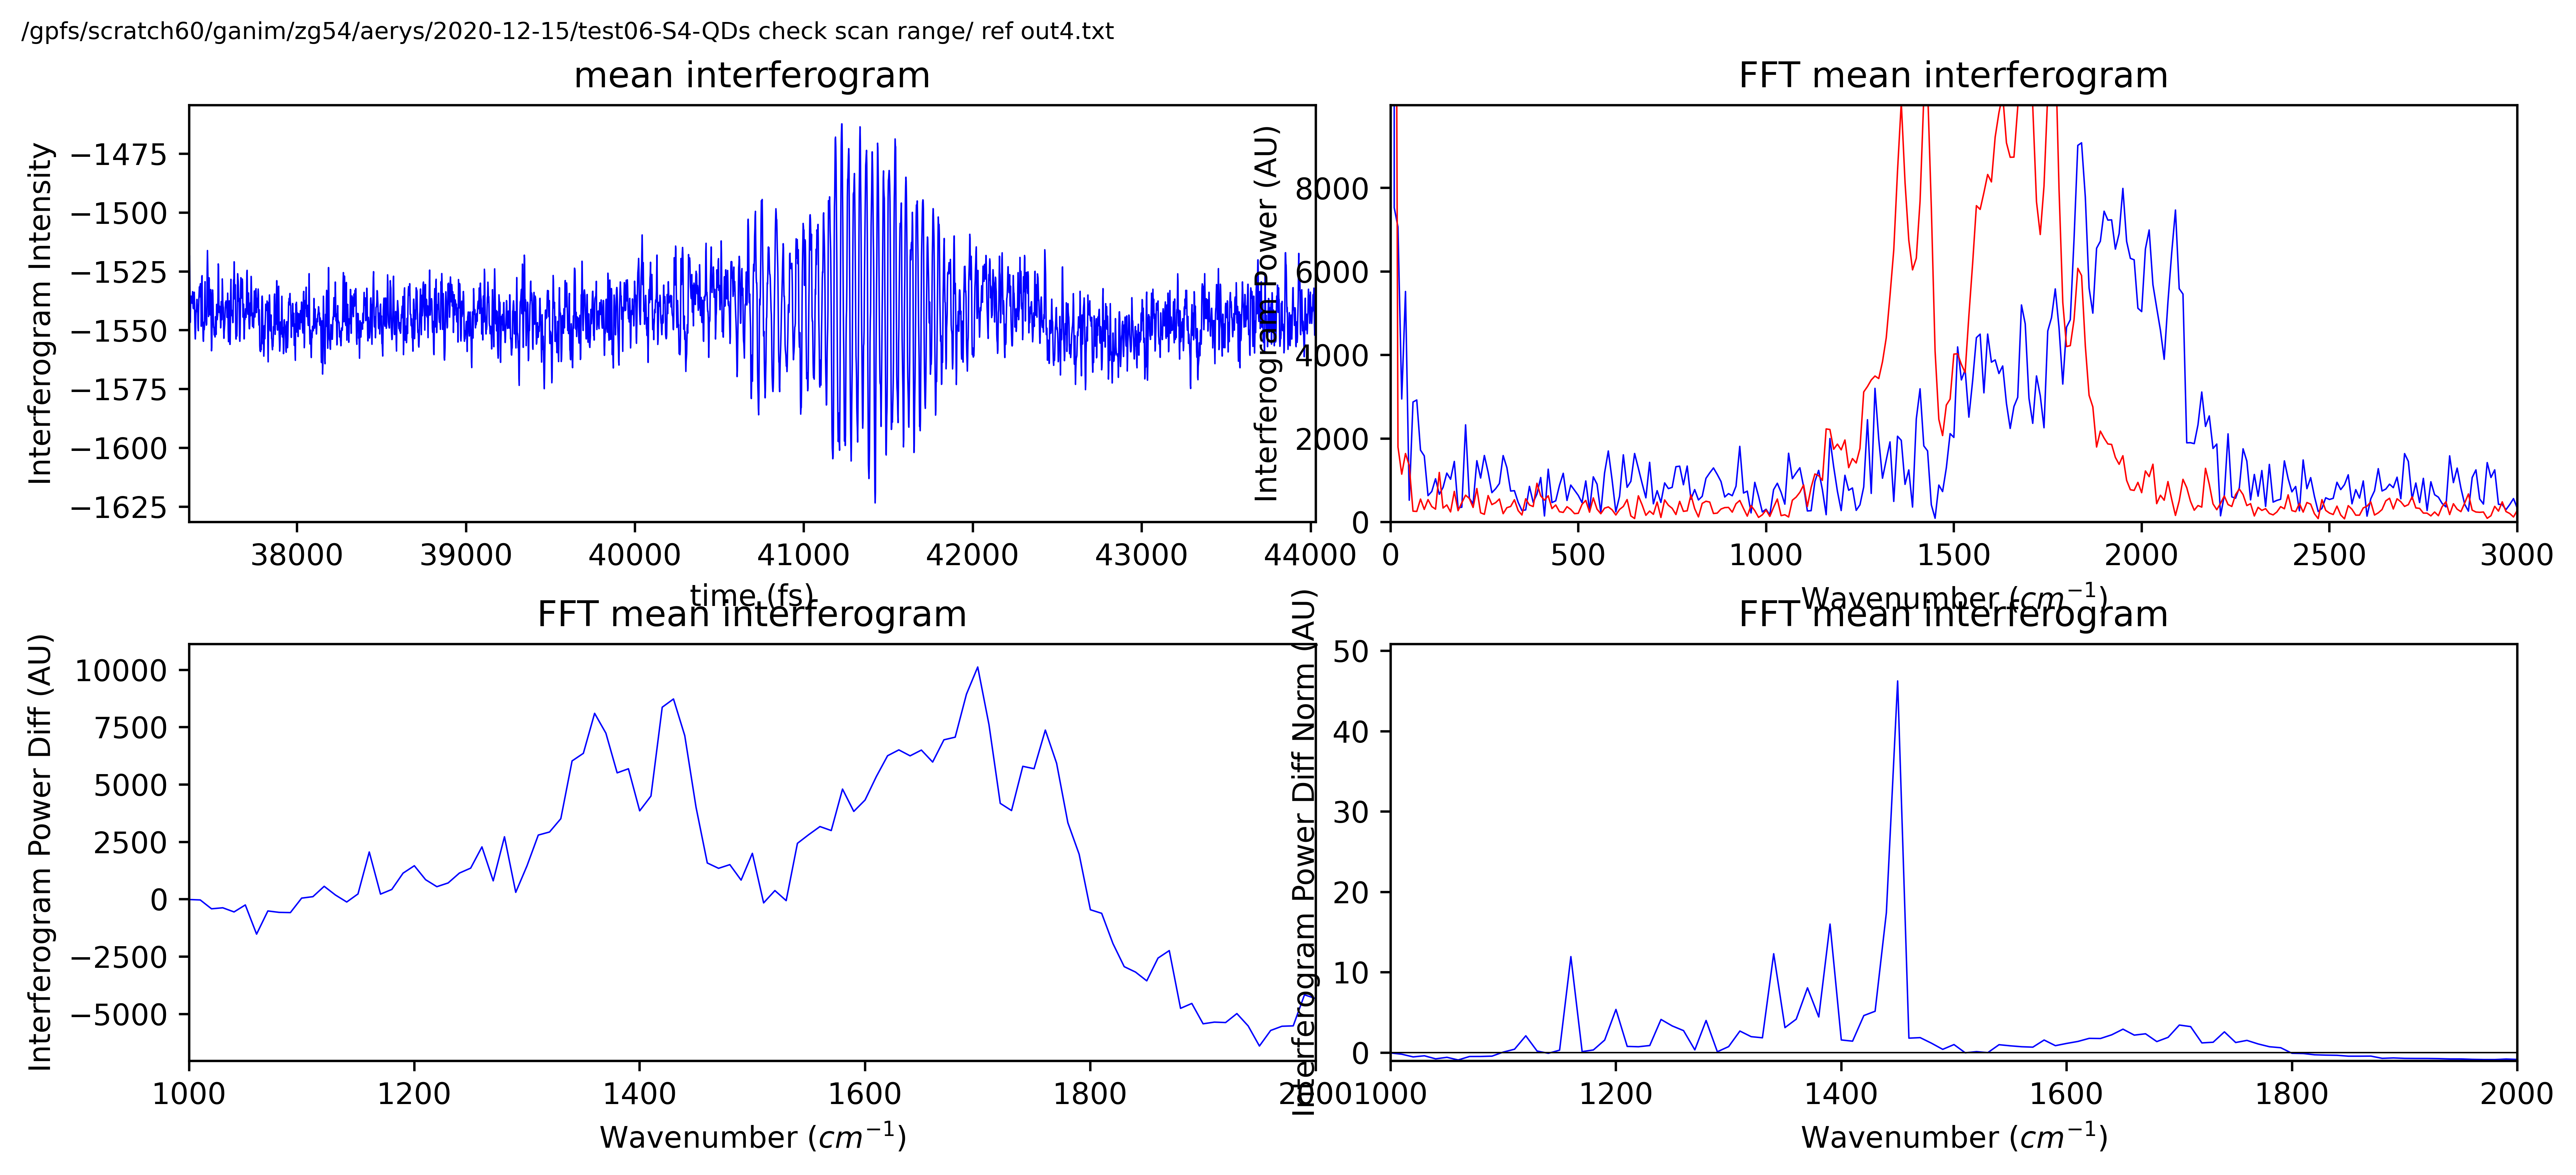 /gpfs/scratch60/ganim/zg54/aerys/2020-12-15/test06-S4-QDs check scan range/ ref out4.txt
mean interferogram
Interferogram Intensity
−1475
−1500
−1525
−1550
−1575
−1600
−1625
38000 39000 40000 41000 42000 43000 44000
time (fs)
FFT mean interferogram
Interferogram Power (AU)
8000
6000
4000
2000
0
0 500 1000 1500 2000 2500 3000
Wavenumber (cm⁻¹)
FFT mean interferogram
Interferogram Power Diff (AU)
10000
7500
5000
2500
0
−2500
−5000
1000 1200 1400 1600 1800 2000
Wavenumber (cm⁻¹)
FFT mean interferogram
Interferogram Power Diff Norm (AU)
50
40
30
20
10
0
1000 1200 1400 1600 1800 2000
Wavenumber (cm⁻¹)